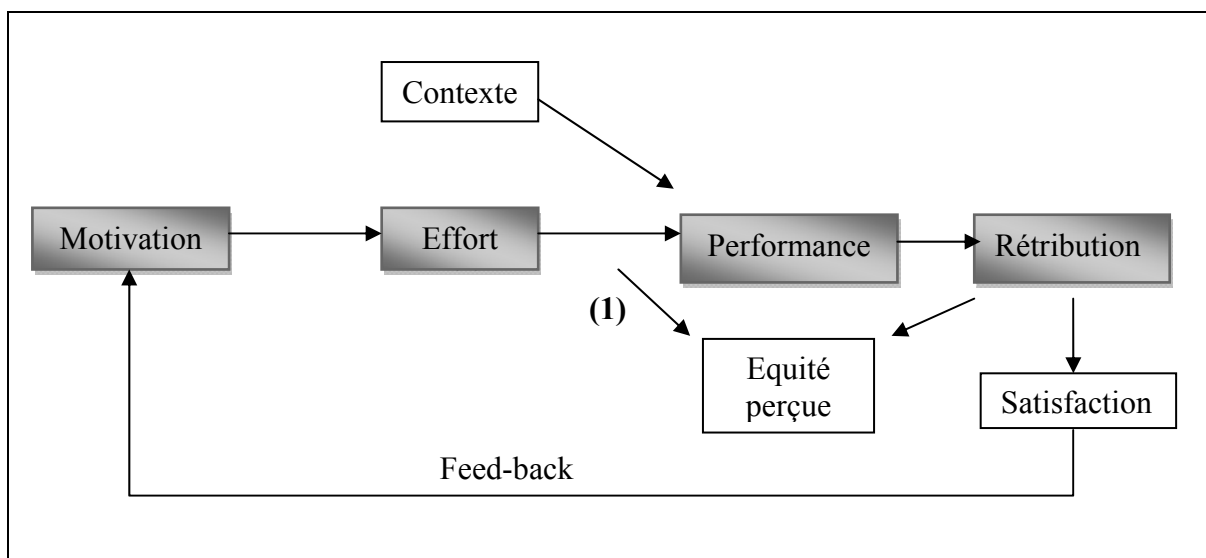 Contexte
Motivation
Effort
Performance
Rétribution
(1)
Equité
perçue
Satisfaction
Feed-back